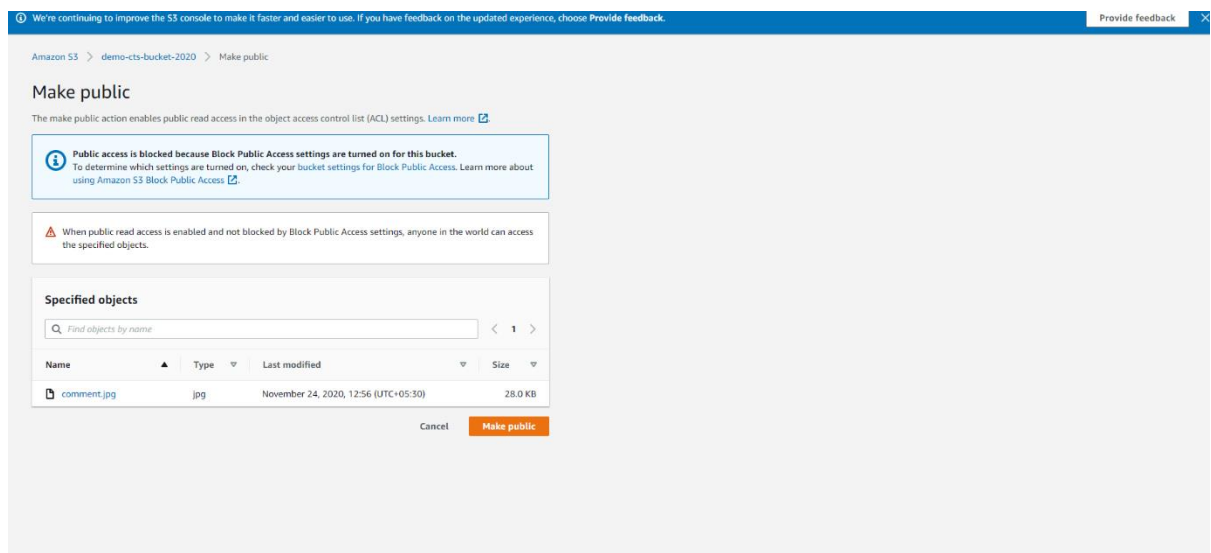 We're continuing to improve the S3 console to make it faster and easier to use. If you have feedback on the updated experience, choose Provide feedback.
Provide feedback
Amazon S3 > demo-cts-bucket-2020 > Make public
Make public
The make public action enables public read access in the object access control list (ACL) settings. Learn more
Public access is blocked because Block Public Access settings are turned on for this bucket.
To determine which settings are turned on, check your bucket settings for Block Public Access. Learn more about
using Amazon S3 Block Public Access
When public read access is enabled and not blocked by Block Public Access settings, anyone in the world can access
the specified objects.
Specified objects
Find objects by name
< 1 >
Name Type Last modified Size
comment.jpg jpg November 24, 2020, 12:56 (UTC+05:30) 28.0 KB
Cancel Make public